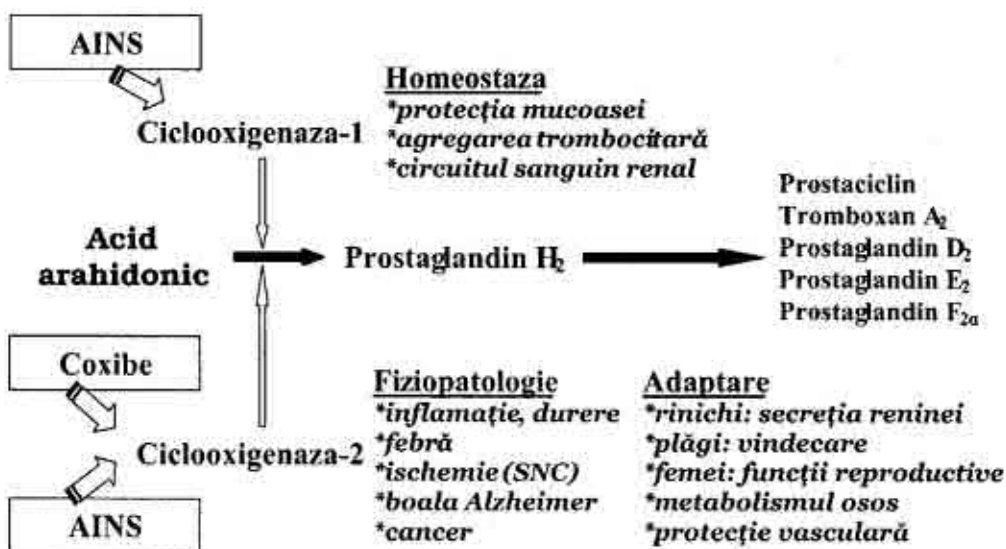 AINS
Homeostaza
*protecția mucoasei
Ciclooxigenaza-1
*agregarea trombocitară
*circuitul sanguin renal
Prostaciclin
Tromboxan A₂
Acid
arahidonic
Prostaglandin H₂
Prostaglandin D₂
Prostaglandin E₂
Prostaglandin F₂α
Coxibe
Fiziopatologie
*inflamație, durere
*febră
Ciclooxigenaza-2
*ischemie (SNC)
*boala Alzheimer
*cancer
Adaptare
*rinichi: secreția reninei
*plăgi: vindecare
*femei: funcții reproductive
*metabolismul osos
*protecție vasculară
AINS